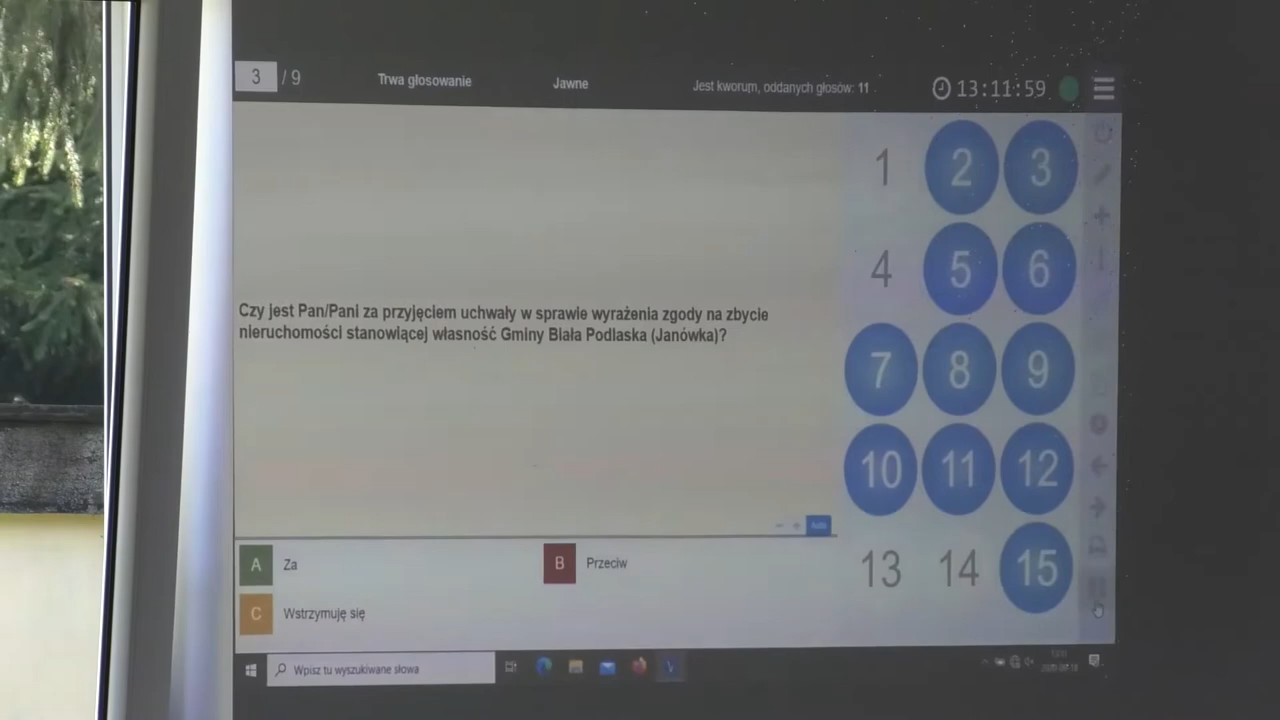 3 / 9 Trwa głosowanie Jawne Jest kworum, oddanych głosów: 11 13:11:59
1 2 3
4 5 6
Czy jest Pan/Pani za przyjęciem uchwały w sprawie wyrażenia zgody na zbycie
nieruchomości stanowiącej własność Gminy Biała Podlaska (Janówka)?
7 8 9
10 11 12
Auto
A Za B Przeciw
13 14 15
C Wstrzymuję się
Wpisz tu wyszukiwane słowa